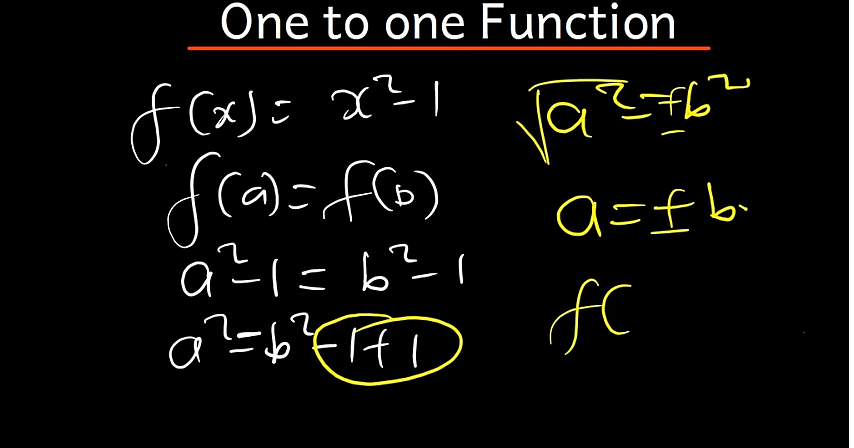 One to one Function
f(x) = x² - 1
f(a) = f(b)
a² - 1 = b² - 1
a² = b² - 1 + 1
√a² = ±b²
a = ± b.
f(